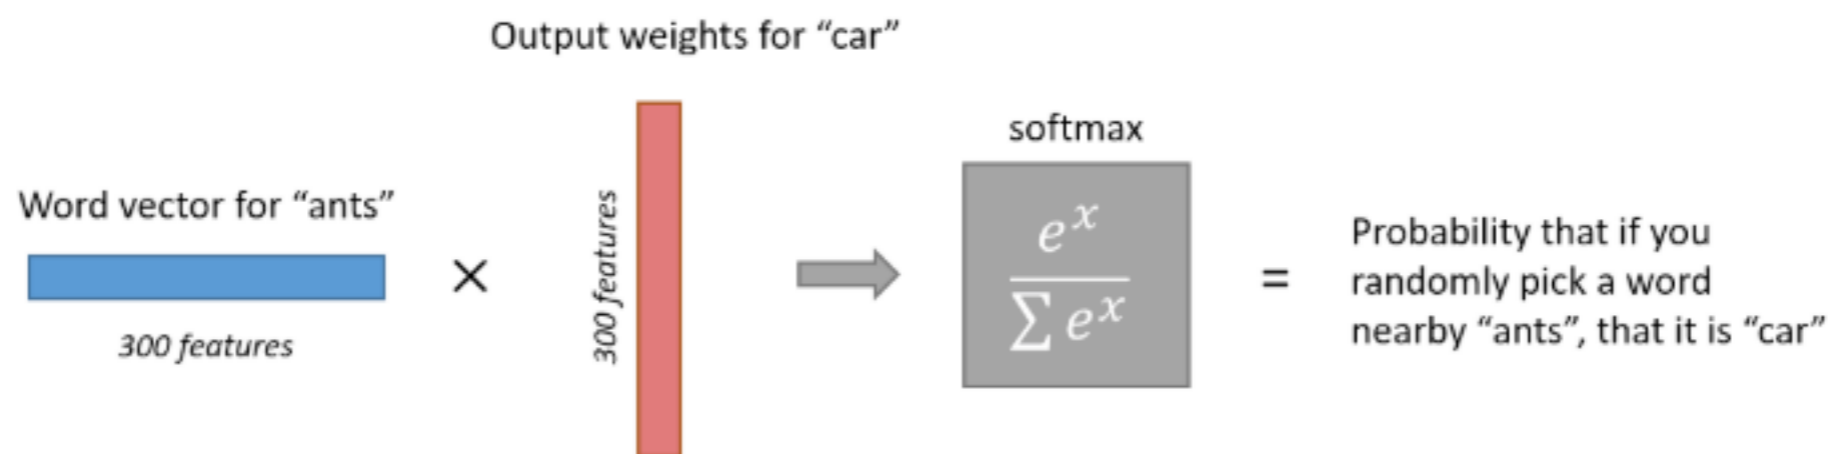 Output weights for “car”
Word vector for “ants”
300 features
×
300 features
softmax
e^x
∑ e^x
=
Probability that if you
randomly pick a word
nearby “ants”, that it is “car”